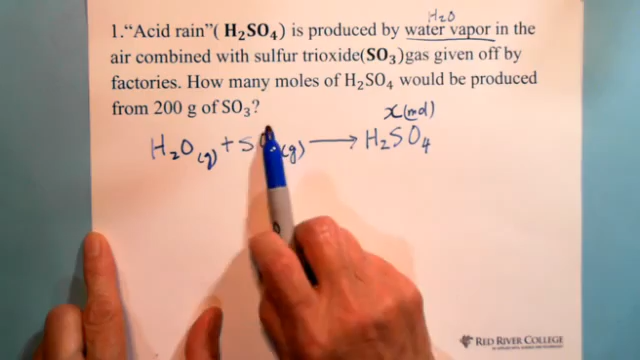 H₂O
1.“Acid rain”( H₂SO₄) is produced by water vapor in the
air combined with sulfur trioxide(SO₃)gas given off by
factories. How many moles of H₂SO₄ would be produced
from 200 g of SO₃?
x(mol)
H₂O(g) + S (g) ⟶ H₂SO₄
RED RIVER COLLEGE